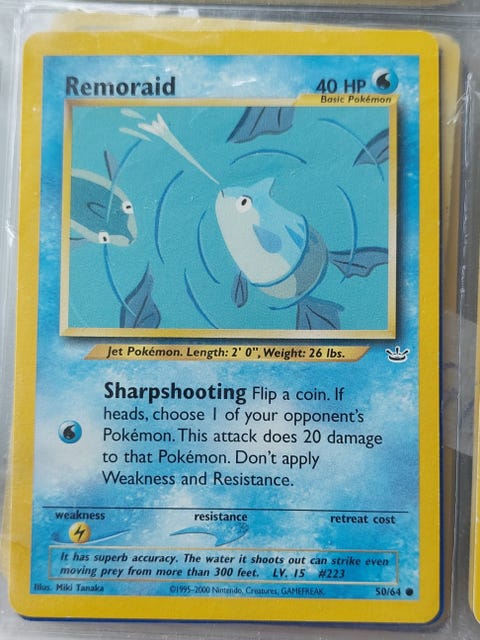 Remoraid 40 HP
Basic Pokémon
Jet Pokémon. Length: 2' 0", Weight: 26 lbs.
Sharpshooting Flip a coin. If
heads, choose 1 of your opponent's
Pokémon. This attack does 20 damage
to that Pokémon. Don't apply
Weakness and Resistance.
weakness resistance retreat cost
It has superb accuracy. The water it shoots out can strike even
moving prey from more than 300 feet. LV. 15 #223
Illus. Miki Tanaka ©1995-2000 Nintendo, Creatures, GAMEFREAK. 50/64